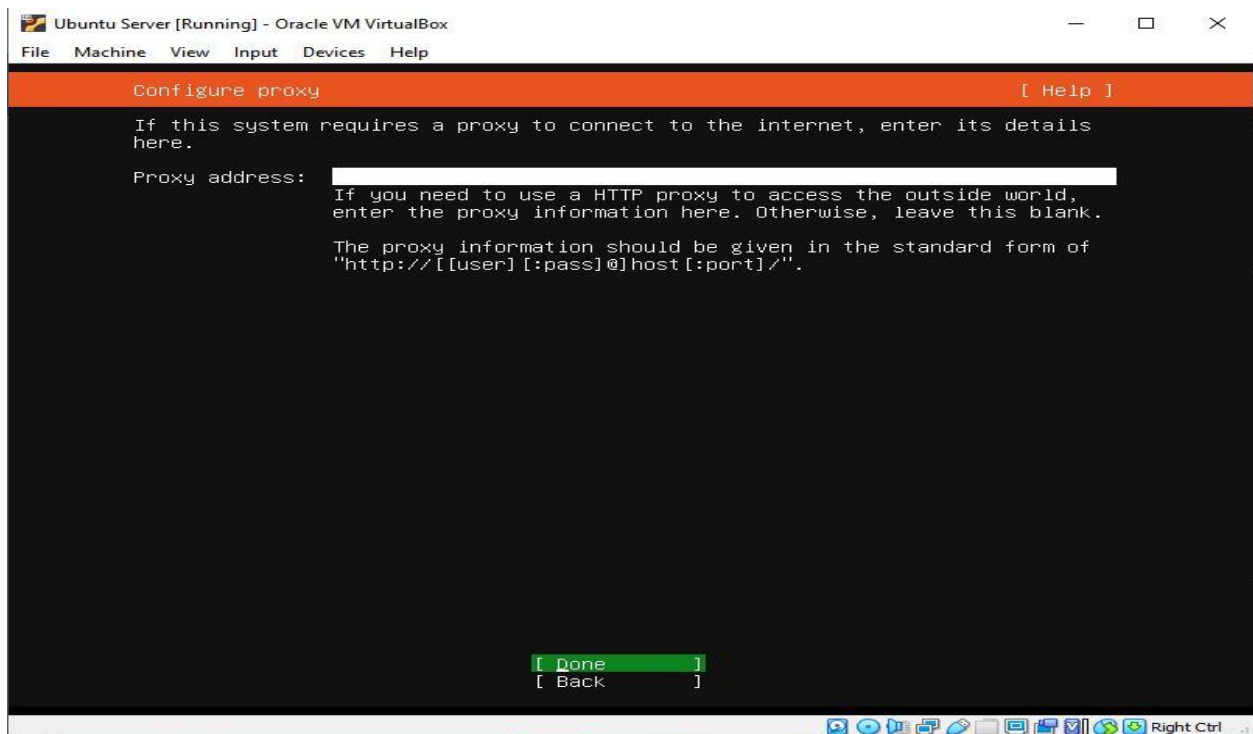 Ubuntu Server [Running] - Oracle VM VirtualBox
File Machine View Input Devices Help
Configure proxy [ Help ]
If this system requires a proxy to connect to the internet, enter its details
here.
Proxy address:
If you need to use a HTTP proxy to access the outside world,
enter the proxy information here. Otherwise, leave this blank.
The proxy information should be given in the standard form of
"http://[[user][:pass]@]host[:port]/".
[ Done ]
[ Back ]
Right Ctrl